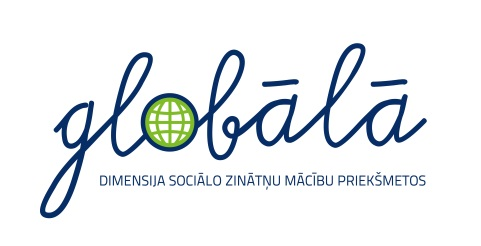 globālā
DIMENSIJA SOCIĀLO ZINĀTŅU MĀCĪBU PRIEKŠMETOS